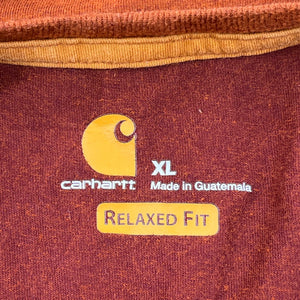 XL
carhartt Made in Guatemala
RELAXED FIT